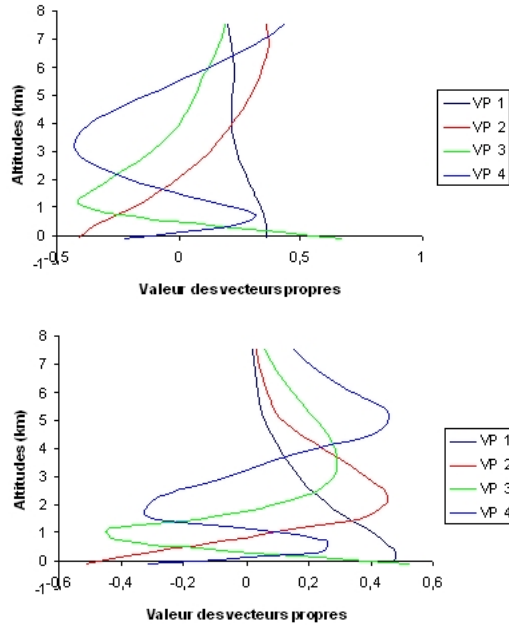 8
7
6
5
4
3
2
1
0
-1
Altitudes (km)
-0,5
0
0,5
1
Valeur des vecteurs propres
VP 1
VP 2
VP 3
VP 4
8
7
6
5
4
3
2
1
0
-1
Altitudes (km)
-0,6
-0,4
-0,2
0
0,2
0,4
0,6
Valeur des vecteurs propres
VP 1
VP 2
VP 3
VP 4